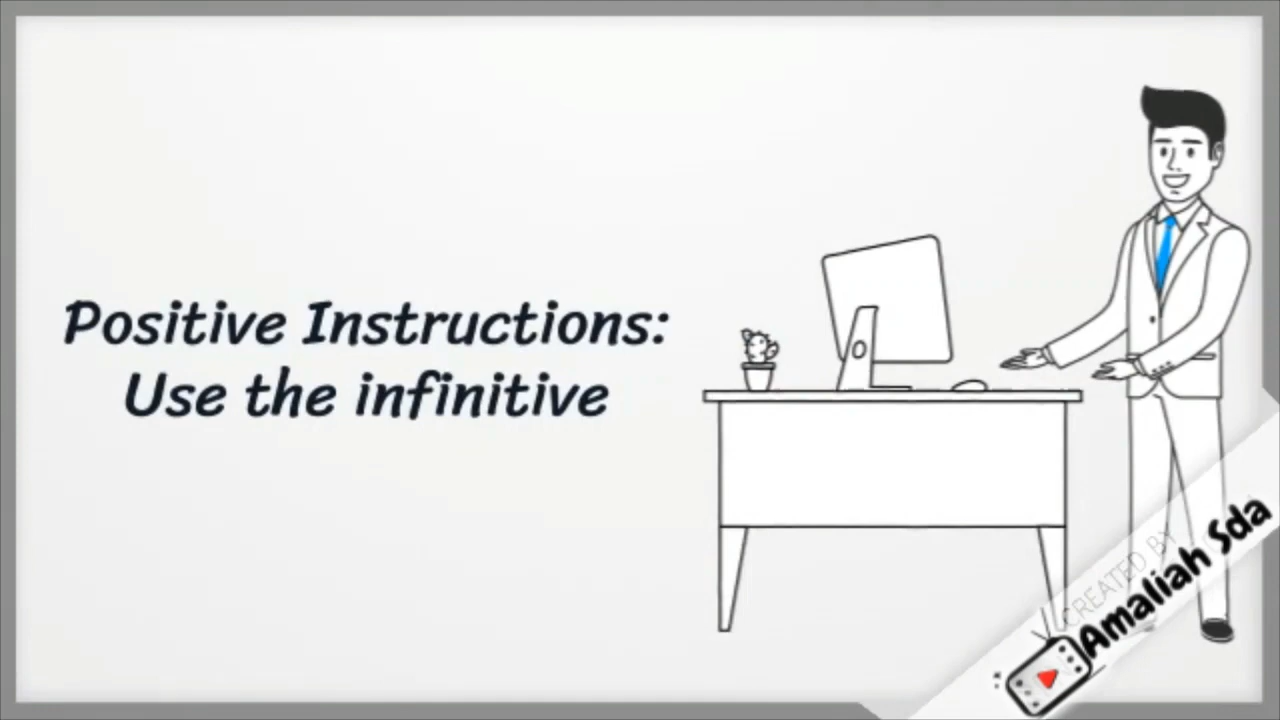 Positive Instructions:
Use the infinitive
CREATED BY
Amaliah Sda